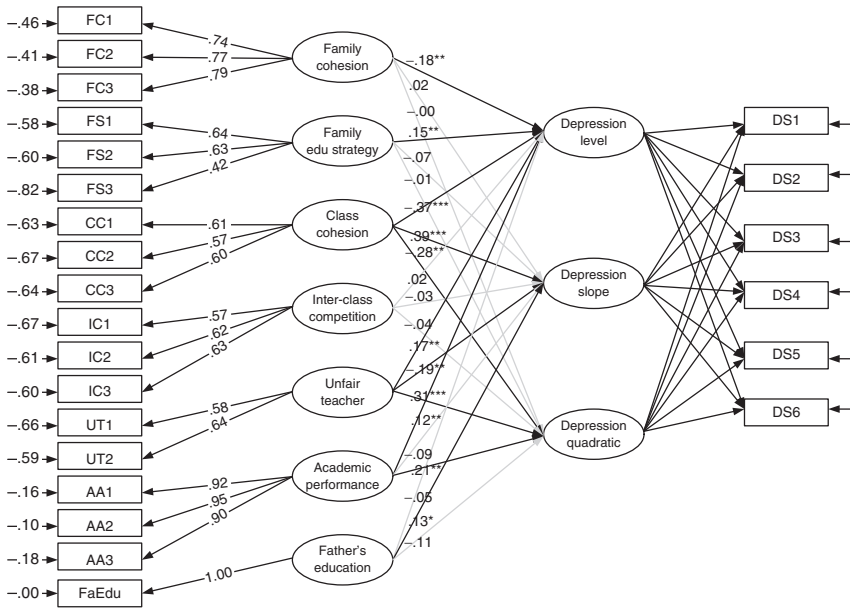 –.46 FC1
–.41 FC2
–.38 FC3
–.58 FS1
–.60 FS2
–.82 FS3
–.63 CC1
–.67 CC2
–.64 CC3
–.67 IC1
–.61 IC2
–.60 IC3
–.66 UT1
–.59 UT2
–.16 AA1
–.10 AA2
–.18 AA3
–.00 FaEdu
.74
.77
.79
.64
.63
.42
.61
.57
.60
.57
.62
.63
.58
.64
.92
.95
.90
1.00
Family
cohesion
Family
edu strategy
Class
cohesion
Inter-class
competition
Unfair
teacher
Academic
performance
Father's
education
–.18**
.02
–.00
.15**
–.07
–.01
–.37***
.39***
–.28**
.02
–.03
–.04
.17**
–.19**
.31***
.12**
–.09
.21**
–.05
.13*
–.11
Depression
level
Depression
slope
Depression
quadratic
DS1
DS2
DS3
DS4
DS5
DS6